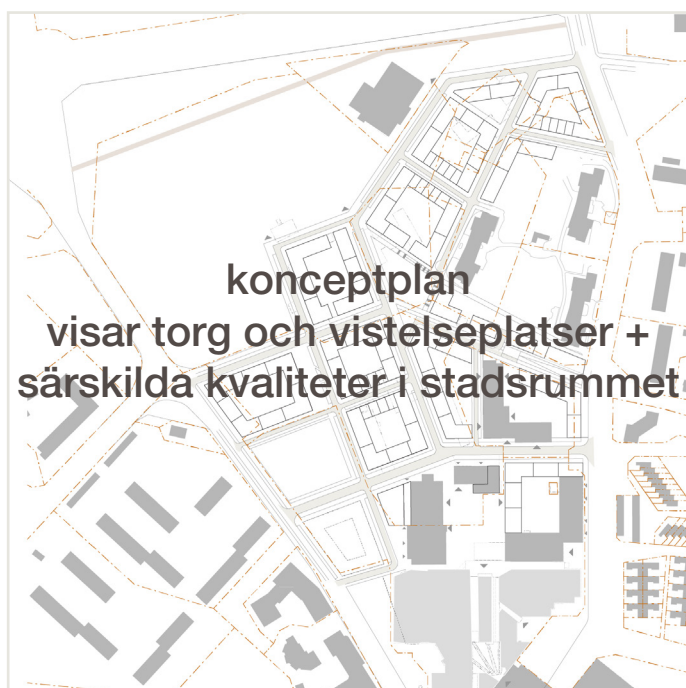 konceptplan
visar torg och vistelseplatser +
särskilda kvaliteter i stadsrummet